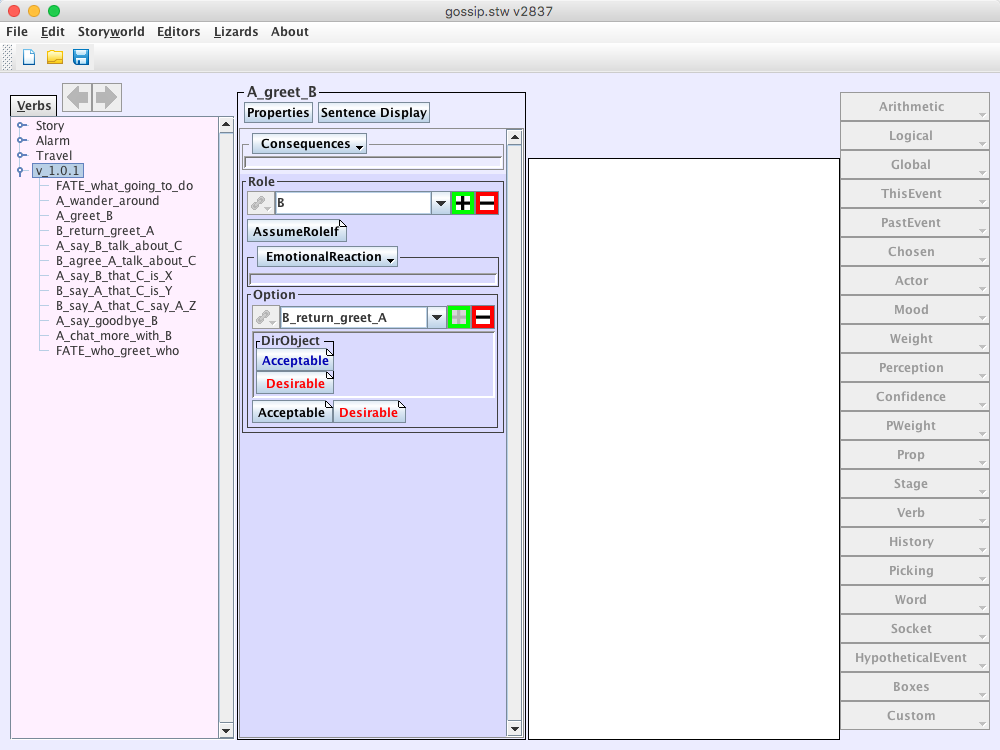 gossip.stw v2837
File Edit Storyworld Editors Lizards About
Verbs
Story
Alarm
Travel
v_1.0.1
FATE_what_going_to_do
A_wander_around
A_greet_B
B_return_greet_A
A_say_B_talk_about_C
B_agree_A_talk_about_C
A_say_B_that_C_is_X
B_say_A_that_C_is_Y
B_say_A_that_C_say_A_Z
A_say_goodbye_B
A_chat_more_with_B
FATE_who_greet_who
A_greet_B
Properties Sentence Display
Consequences
Role
B
AssumeRoleIf
EmotionalReaction
Option
B_return_greet_A
DirObject
Acceptable
Desirable
Acceptable Desirable
Arithmetic
Logical
Global
ThisEvent
PastEvent
Chosen
Actor
Mood
Weight
Perception
Confidence
PWeight
Prop
Stage
Verb
History
Picking
Word
Socket
HypotheticalEvent
Boxes
Custom